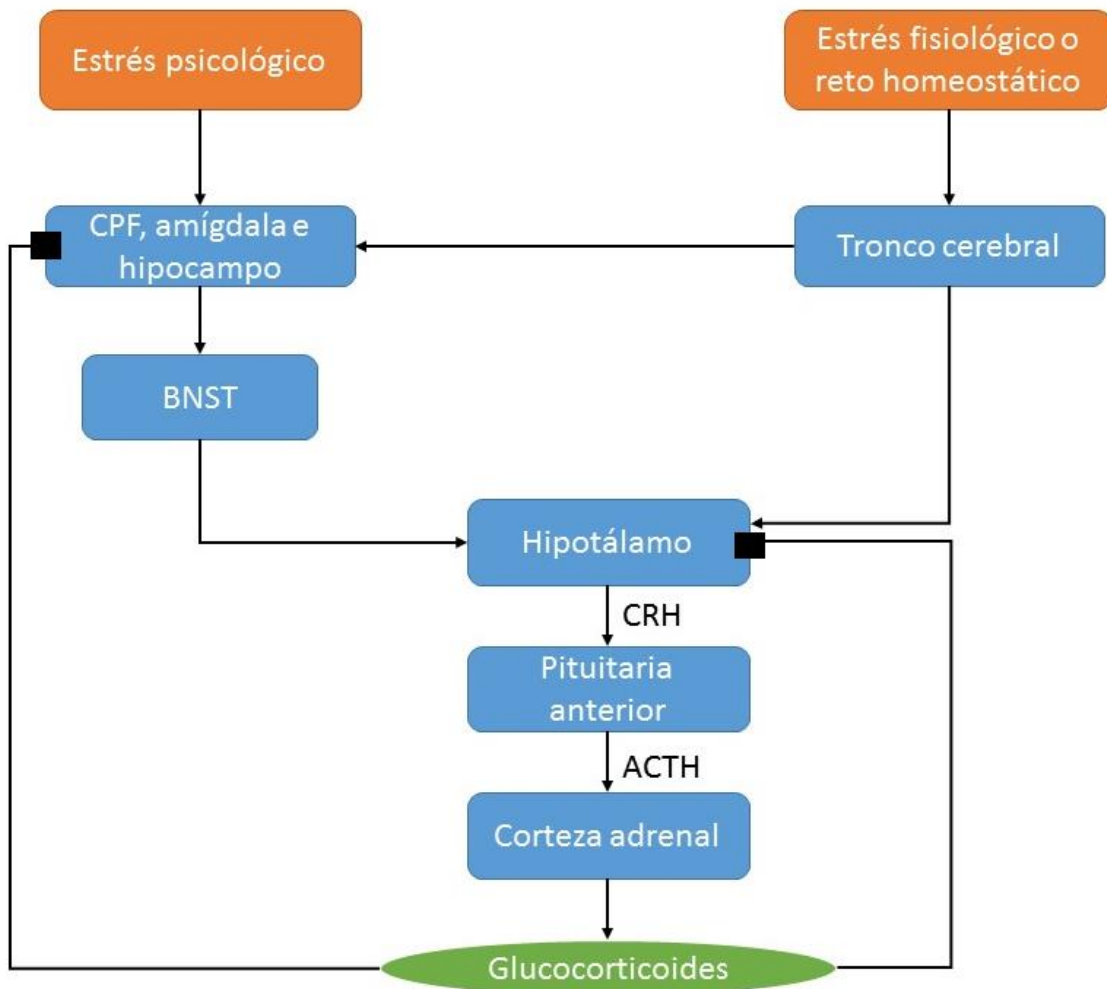 Estrés psicológico
Estrés fisiológico o
reto homeostático
CPF, amígdala e
hipocampo
Tronco cerebral
BNST
Hipotálamo
CRH
Pituitaria
anterior
ACTH
Corteza adrenal
Glucocorticoides